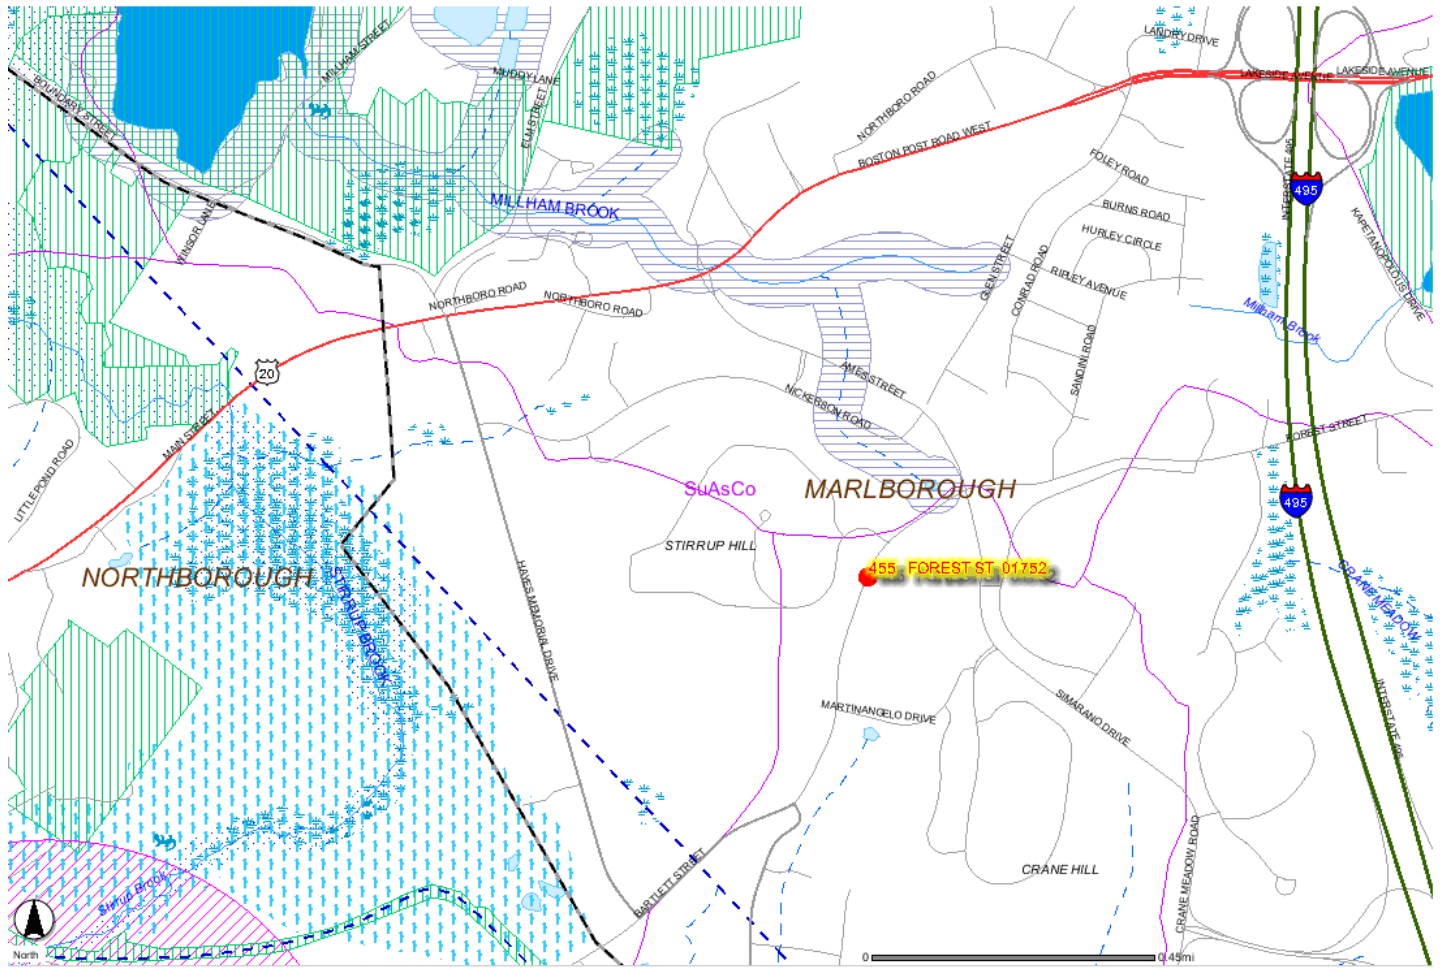 LANDRY DRIVE
MILLHAM STREET
MUDDY LANE
LAKESIDE AVENUE
LAKESIDE AVENUE
BOUNDARY STREET
ELM STREET
NORTHBORO ROAD
BOSTON POST ROAD WEST
FOLEY ROAD
INTERSTATE 495
495
MILLHAM BROOK
BURNS ROAD
WINSOR LANE
HURLEY CIRCLE
KAPETANOPOLOUS DRIVE
GLEN STREET
CONRAD ROAD
RIPLEY AVENUE
NORTHBORO ROAD
NORTHBORO ROAD
Millham Brook
20
SANDINI ROAD
AMES STREET
NICKERSON ROAD
MAIN STREET
FOREST STREET
LITTLE POND ROAD
SuAsCo
MARLBOROUGH
495
STIRRUP HILL
455 FOREST ST 01752
NORTHBOROUGH
STIRRUP BROOK
HAYES MEMORIAL DRIVE
CRANE MEADOW
MARTINANGELO DRIVE
SIMARANO DRIVE
INTERSTATE 495
CRANE HILL
BARTLETT STREET
CRANE MEADOW ROAD
Stirrup Brook
North
0 0.45mi